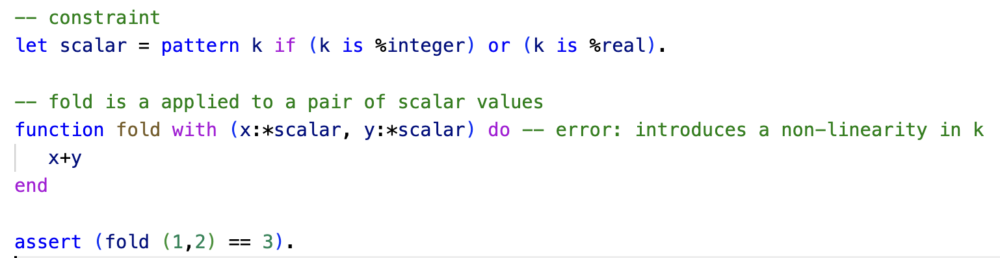 -- constraint
let scalar = pattern k if (k is %integer) or (k is %real).
-- fold is a applied to a pair of scalar values
function fold with (x:*scalar, y:*scalar) do -- error: introduces a non-linearity in k
x+y
end
assert (fold (1,2) == 3).